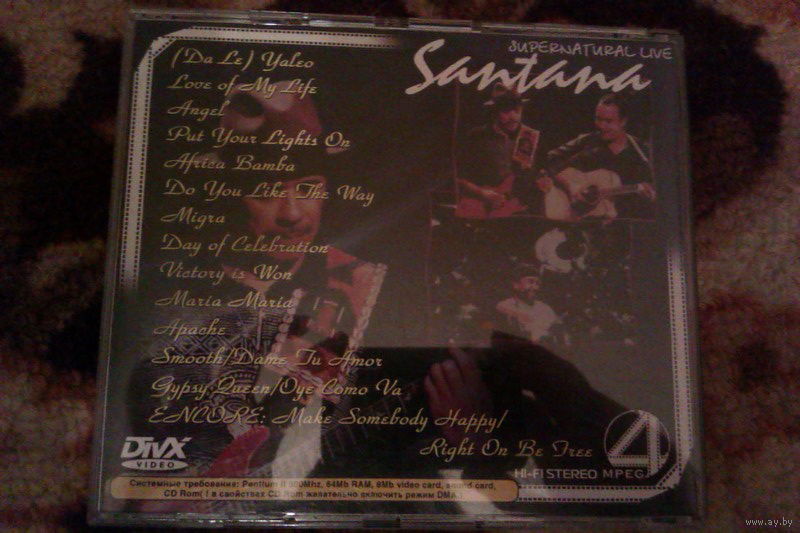 SUPERNATURAL LIVE
Santana
(Da Le) Yaleo
Love of My Life
Angel
Put Your Lights On
Africa Bamba
Do You Like The Way
Migra
Day of Celebration
Victory is Won
Maria Maria
Apache
Smooth/Dame Tu Amor
Gypsy Queen/Oye Como Va
ENCORE: Make Somebody Happy/
Right On Be Free
DivX
VIDEO
4
HI-FI STEREO MPEG
Системные требования: Pentium II 500Mhz, 64Mb RAM, 8Mb video card, sound card,
CD Rom( ! в свойствах CD Rom желательно включить режим DMA
www.ay.by